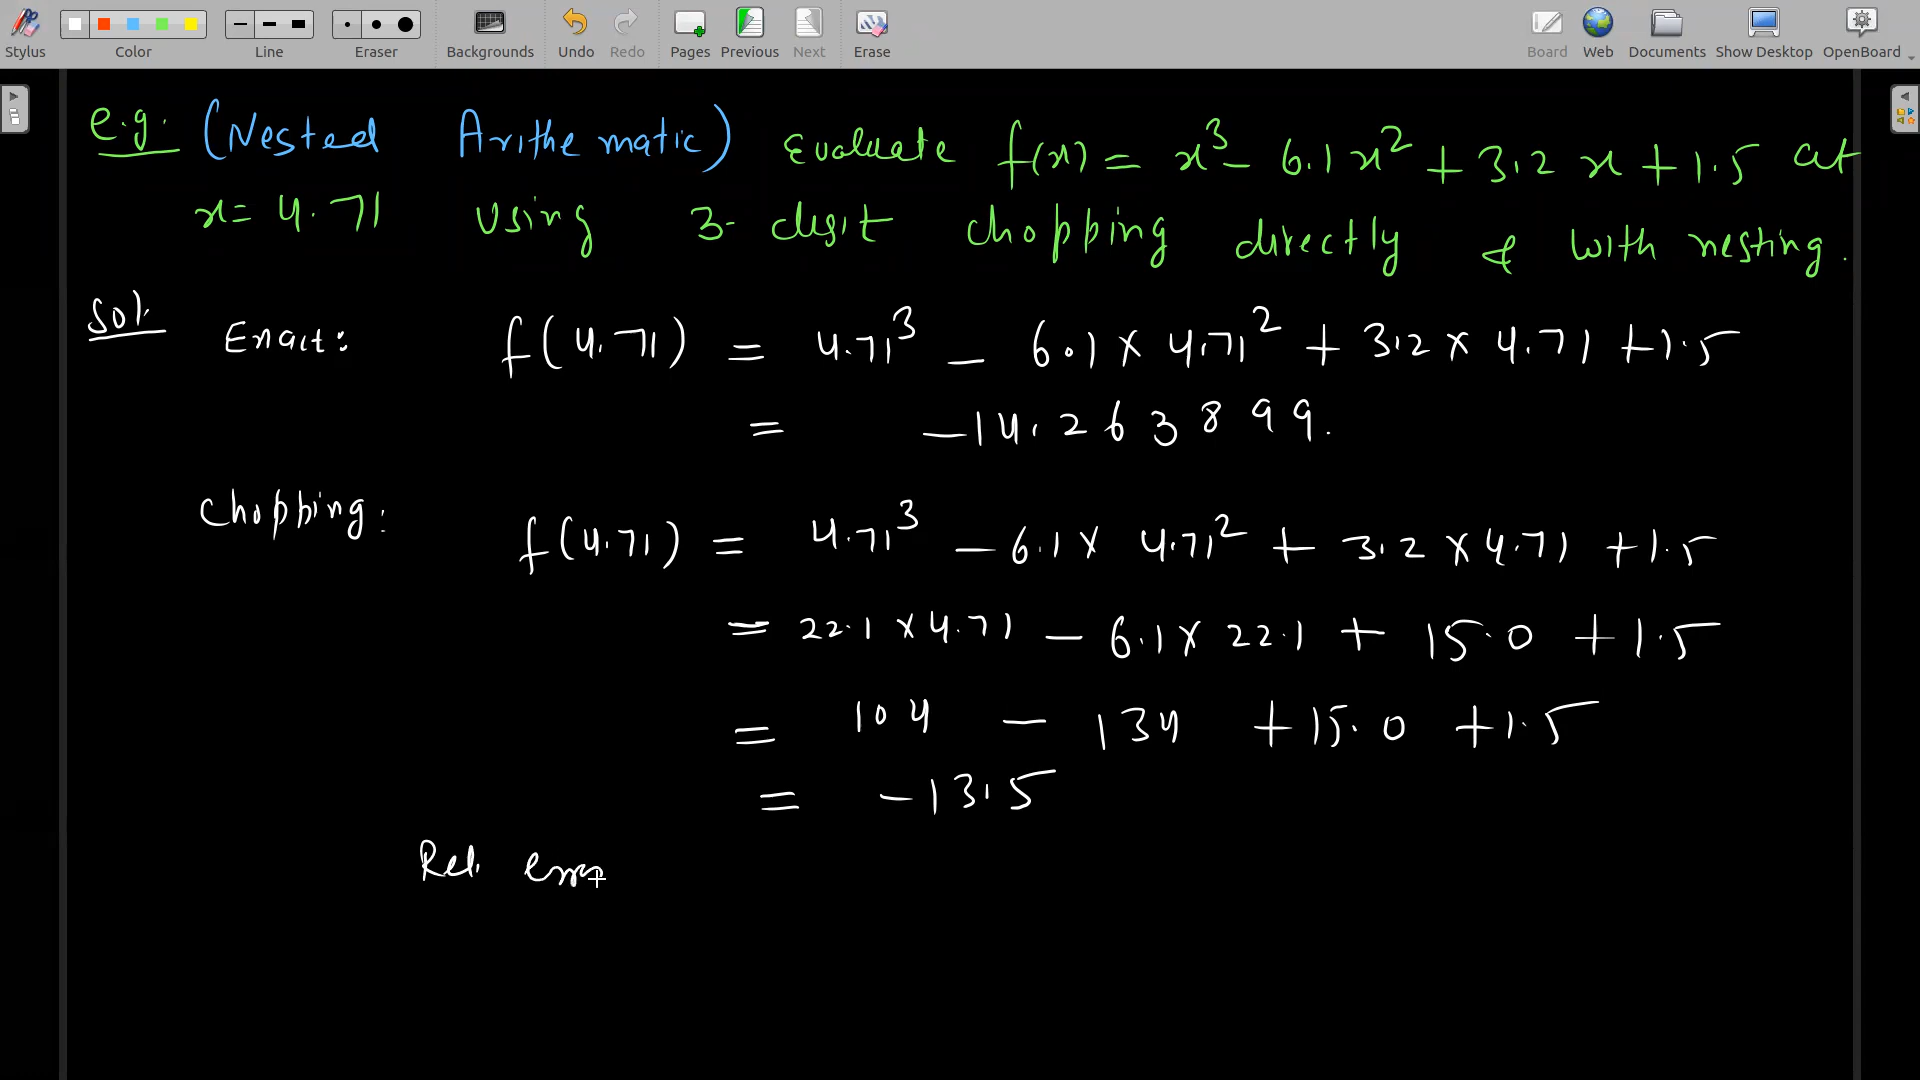 Stylus Color Line Eraser Backgrounds Undo Redo Pages Previous Next Erase Board Web Documents Show Desktop OpenBoard
e.g. (Nested Arithematic) Evaluate f(x) = x³ - 6.1x² + 3.2x + 1.5 at
x = 4.71 using 3-digit chopping directly & with nesting.
Sol. Exact: f(4.71) = 4.71³ - 6.1 × 4.71² + 3.2 × 4.71 + 1.5
= -14.263899.
Chopping: f(4.71) = 4.71³ - 6.1 × 4.71² + 3.2 × 4.71 + 1.5
= 22.1 × 4.71 - 6.1 × 22.1 + 15.0 + 1.5
= 104 - 134 + 15.0 + 1.5
= -13.5
Rel. erro